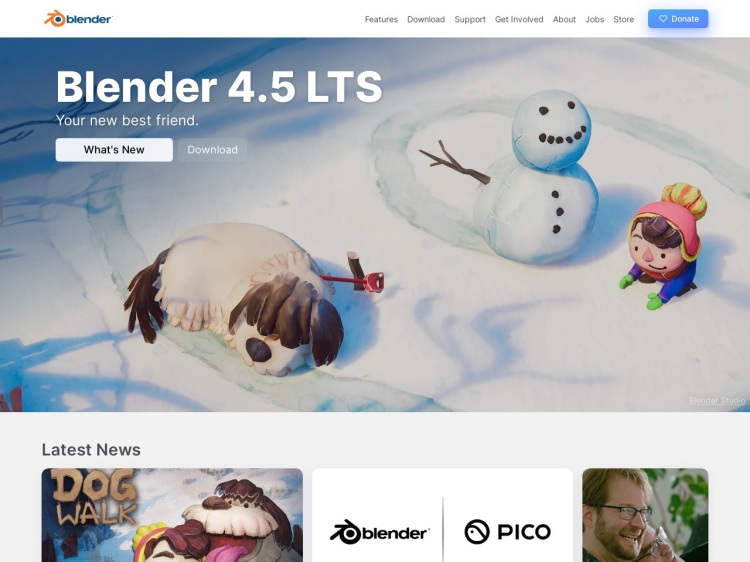 blender
Features Download Support Get Involved About Jobs Store Donate
Blender 4.5 LTS
Your new best friend.
What's New Download
Blender Studio
Latest News
DOG
WALK
blender PICO